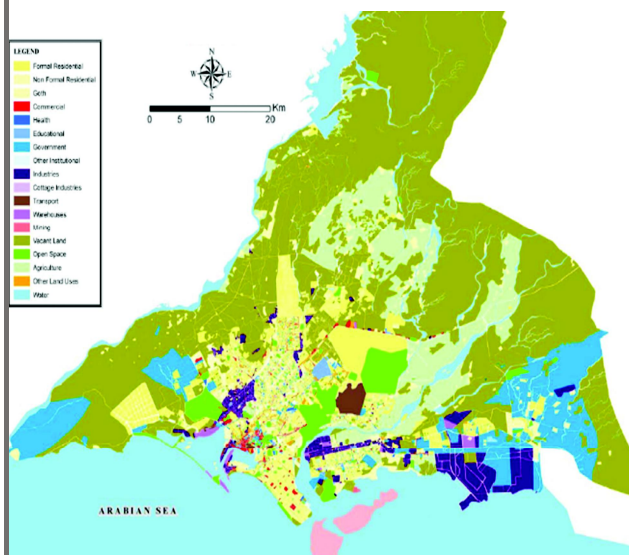 LEGEND
Formal Residential
Non Formal Residential
Goth
Commercial
Health
Educational
Government
Other Institutional
Industries
Cottage Industries
Transport
Warehouses
Mining
Vacant Land
Open Space
Agriculture
Other Land Uses
Water
N
W E
S
Km
0 5 10 20
ARABIAN SEA